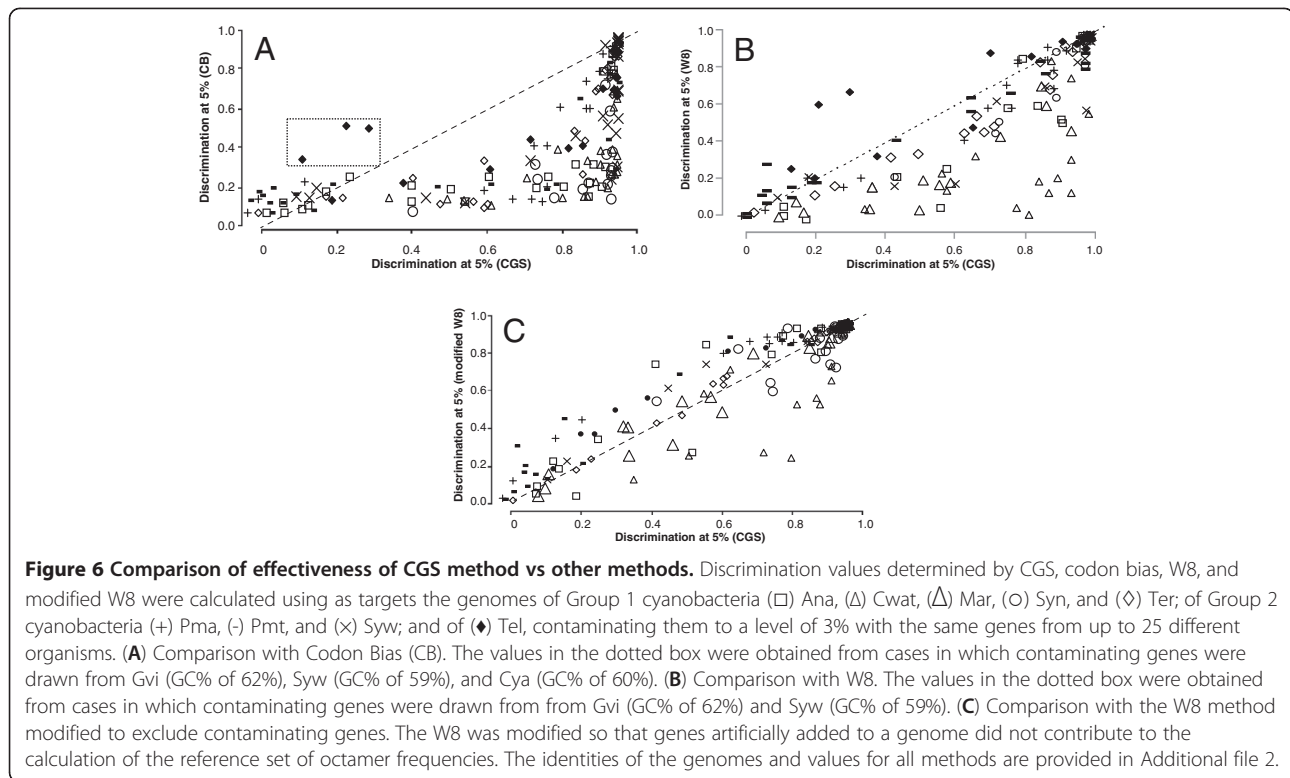 A
Discrimination at 5% (CB)
1.0
0.8
0.6
0.4
0.2
0.0
0
0.2
0.4
0.6
0.8
1.0
Discrimination at 5% (CGS)
B
Discrimination at 5% (W8)
1.0
0.8
0.6
0.4
0.2
0.0
0
0.2
0.4
0.6
0.8
1.0
Discrimination at 5% (CGS)
C
Discrimination at 5% (modified W8)
1.0
0.8
0.6
0.4
0.2
0.0
0
0.2
0.4
0.6
0.8
1.0
Discrimination at 5% (CGS)
Figure 6 Comparison of effectiveness of CGS method vs other methods. Discrimination values determined by CGS, codon bias, W8, and
modified W8 were calculated using as targets the genomes of Group 1 cyanobacteria (□) Ana, (△) Cwat, (△) Mar, (○) Syn, and (◊) Ter; of Group 2
cyanobacteria (+) Pma, (-) Pmt, and (×) Syw; and of (♦) Tel, contaminating them to a level of 3% with the same genes from up to 25 different
organisms. (A) Comparison with Codon Bias (CB). The values in the dotted box were obtained from cases in which contaminating genes were
drawn from Gvi (GC% of 62%), Syw (GC% of 59%), and Cya (GC% of 60%). (B) Comparison with W8. The values in the dotted box were obtained
from cases in which contaminating genes were drawn from from Gvi (GC% of 62%) and Syw (GC% of 59%). (C) Comparison with the W8 method
modified to exclude contaminating genes. The W8 was modified so that genes artificially added to a genome did not contribute to the
calculation of the reference set of octamer frequencies. The identities of the genomes and values for all methods are provided in Additional file 2.